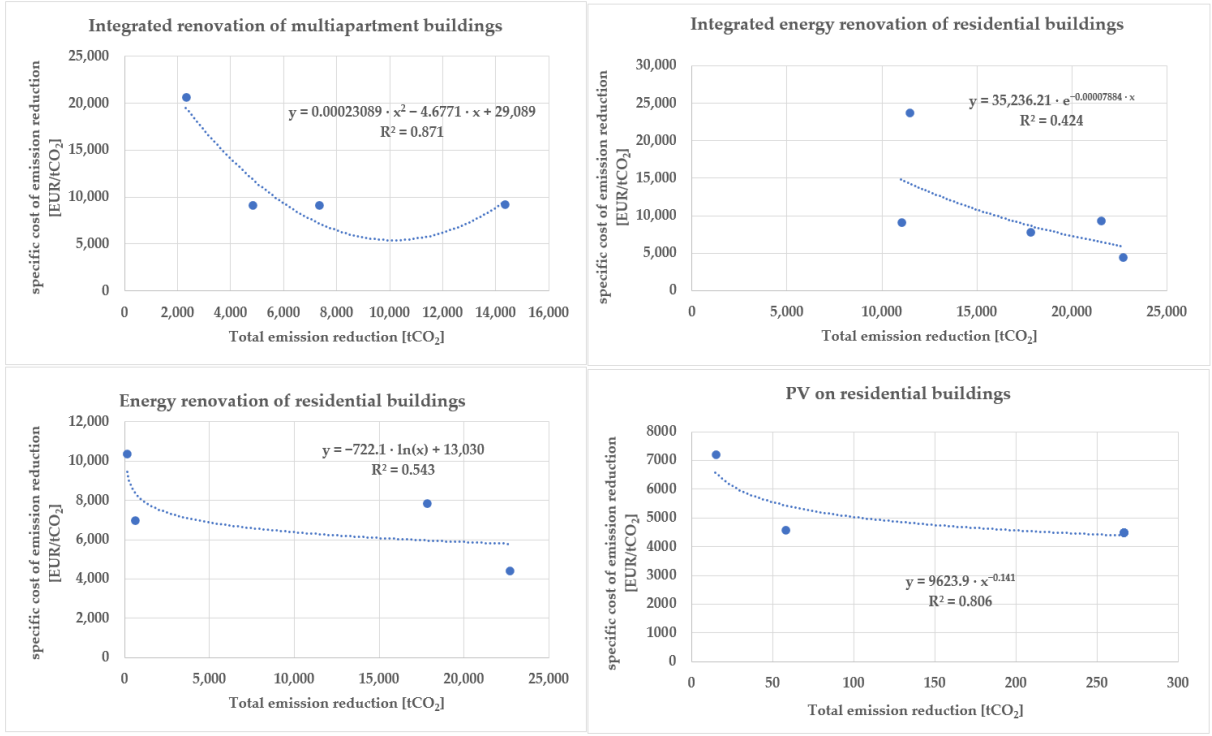 Integrated renovation of multiapartment buildings
specific cost of emission reduction
[EUR/tCO₂]
25,000
20,000
15,000
10,000
5,000
0
y = 0.00023089 · x² − 4.6771 · x + 29,089
R² = 0.871
0 2,000 4,000 6,000 8,000 10,000 12,000 14,000 16,000
Total emission reduction [tCO₂]
Integrated energy renovation of residential buildings
specific cost of emission reduction
[EUR/tCO₂]
30,000
25,000
20,000
15,000
10,000
5,000
0
y = 35,236.21 · e⁻⁰·⁰⁰⁰⁰⁷⁸⁸⁴ · ˣ
R² = 0.424
0 5,000 10,000 15,000 20,000 25,000
Total emission reduction [tCO₂]
Energy renovation of residential buildings
specific cost of emission reduction
[EUR/tCO₂]
12,000
10,000
8,000
6,000
4,000
2,000
0
y = −722.1 · ln(x) + 13,030
R² = 0.543
0 5,000 10,000 15,000 20,000 25,000
Total emission reduction [tCO₂]
PV on residential buildings
specific cost of emission reduction
[EUR/tCO₂]
8000
7000
6000
5000
4000
3000
2000
1000
0
y = 9623.9 · x⁻⁰·¹⁴¹
R² = 0.806
0 50 100 150 200 250 300
Total emission reduction [tCO₂]